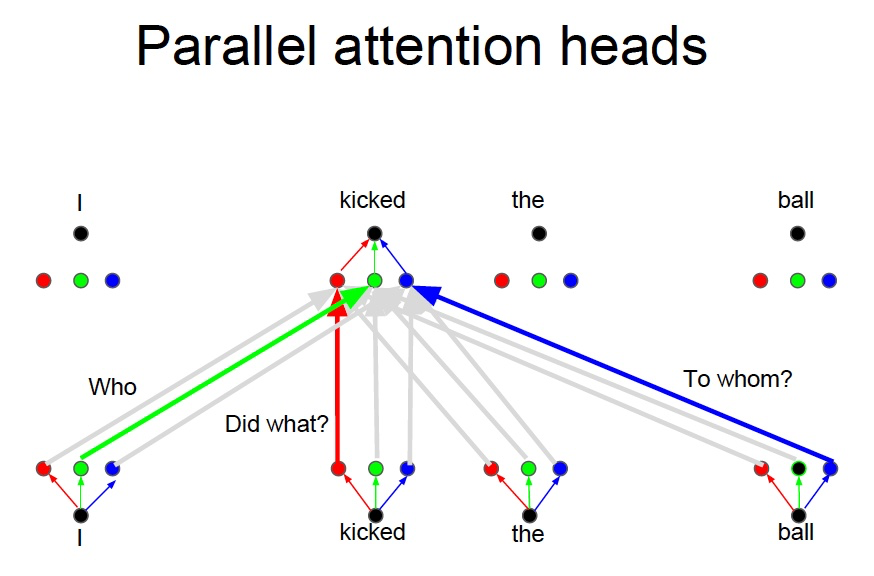 Parallel attention heads
I kicked the ball
Who
To whom?
Did what?
I kicked the ball